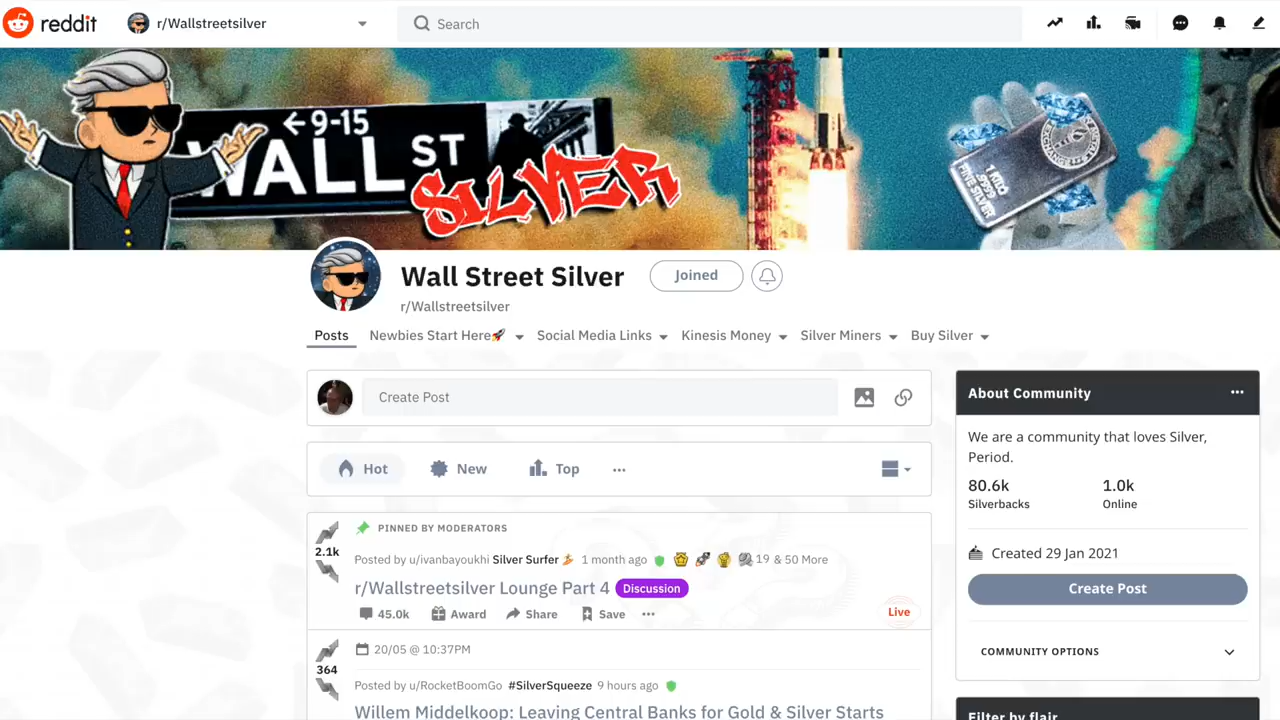 reddit
r/Wallstreetsilver
Search
←9-15
WALL ST
SILVER
1 KILO
.9999
FINE SILVER
Wall Street Silver
Joined
r/Wallstreetsilver
Posts
Newbies Start Here🚀
Social Media Links
Kinesis Money
Silver Miners
Buy Silver
Create Post
Hot
New
Top
...
PINNED BY MODERATORS
2.1k
Posted by u/ivanbayoukhi Silver Surfer 🏄 1 month ago 19 & 50 More
r/Wallstreetsilver Lounge Part 4 Discussion
45.0k
Award
Share
Save
...
Live
20/05 @ 10:37PM
364
Posted by u/RocketBoomGo #SilverSqueeze 9 hours ago
Willem Middelkoop: Leaving Central Banks for Gold & Silver Starts
About Community
...
We are a community that loves Silver,
Period.
80.6k 1.0k
Silverbacks Online
Created 29 Jan 2021
Create Post
COMMUNITY OPTIONS
Filter by flair